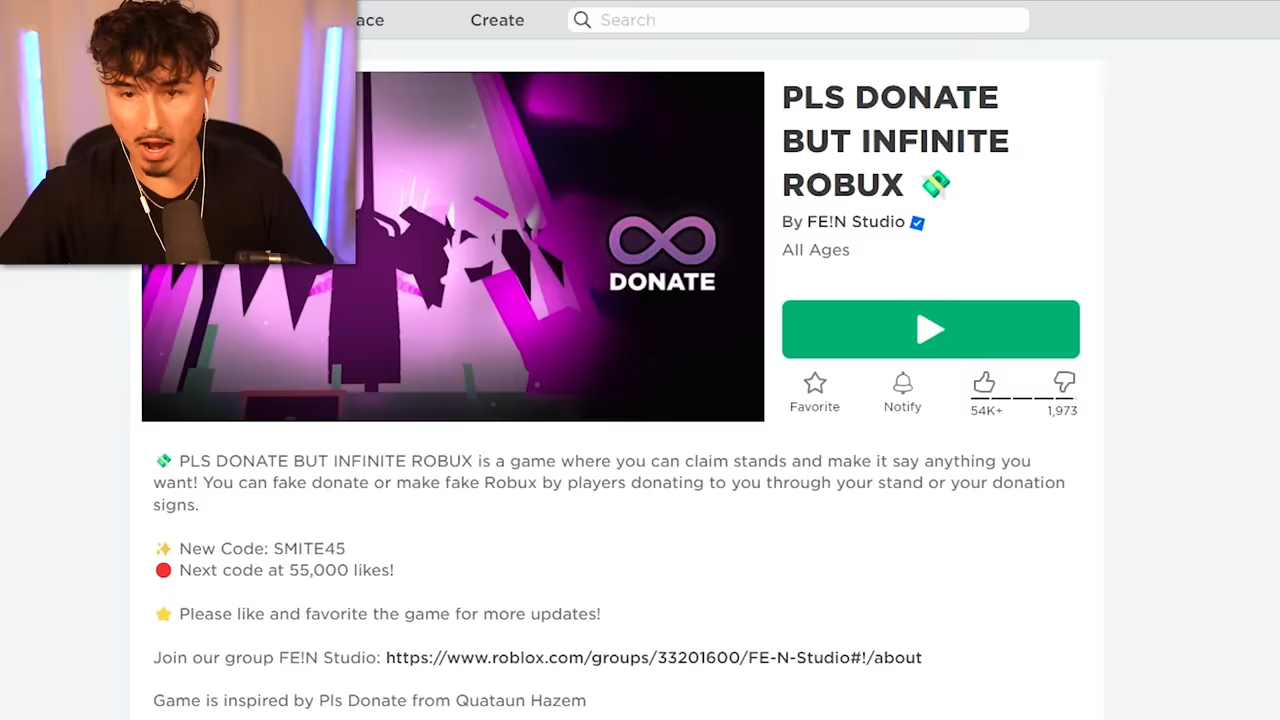 ace
Create
Search
PLS DONATE
BUT INFINITE
ROBUX 💸
By FE!N Studio
All Ages
DONATE
Favorite
Notify
54K+
1,973
💸 PLS DONATE BUT INFINITE ROBUX is a game where you can claim stands and make it say anything you
want! You can fake donate or make fake Robux by players donating to you through your stand or your donation
signs.
✨ New Code: SMITE45
🔴 Next code at 55,000 likes!
⭐ Please like and favorite the game for more updates!
Join our group FE!N Studio: https://www.roblox.com/groups/33201600/FE-N-Studio#!/about
Game is inspired by Pls Donate from Quataun Hazem